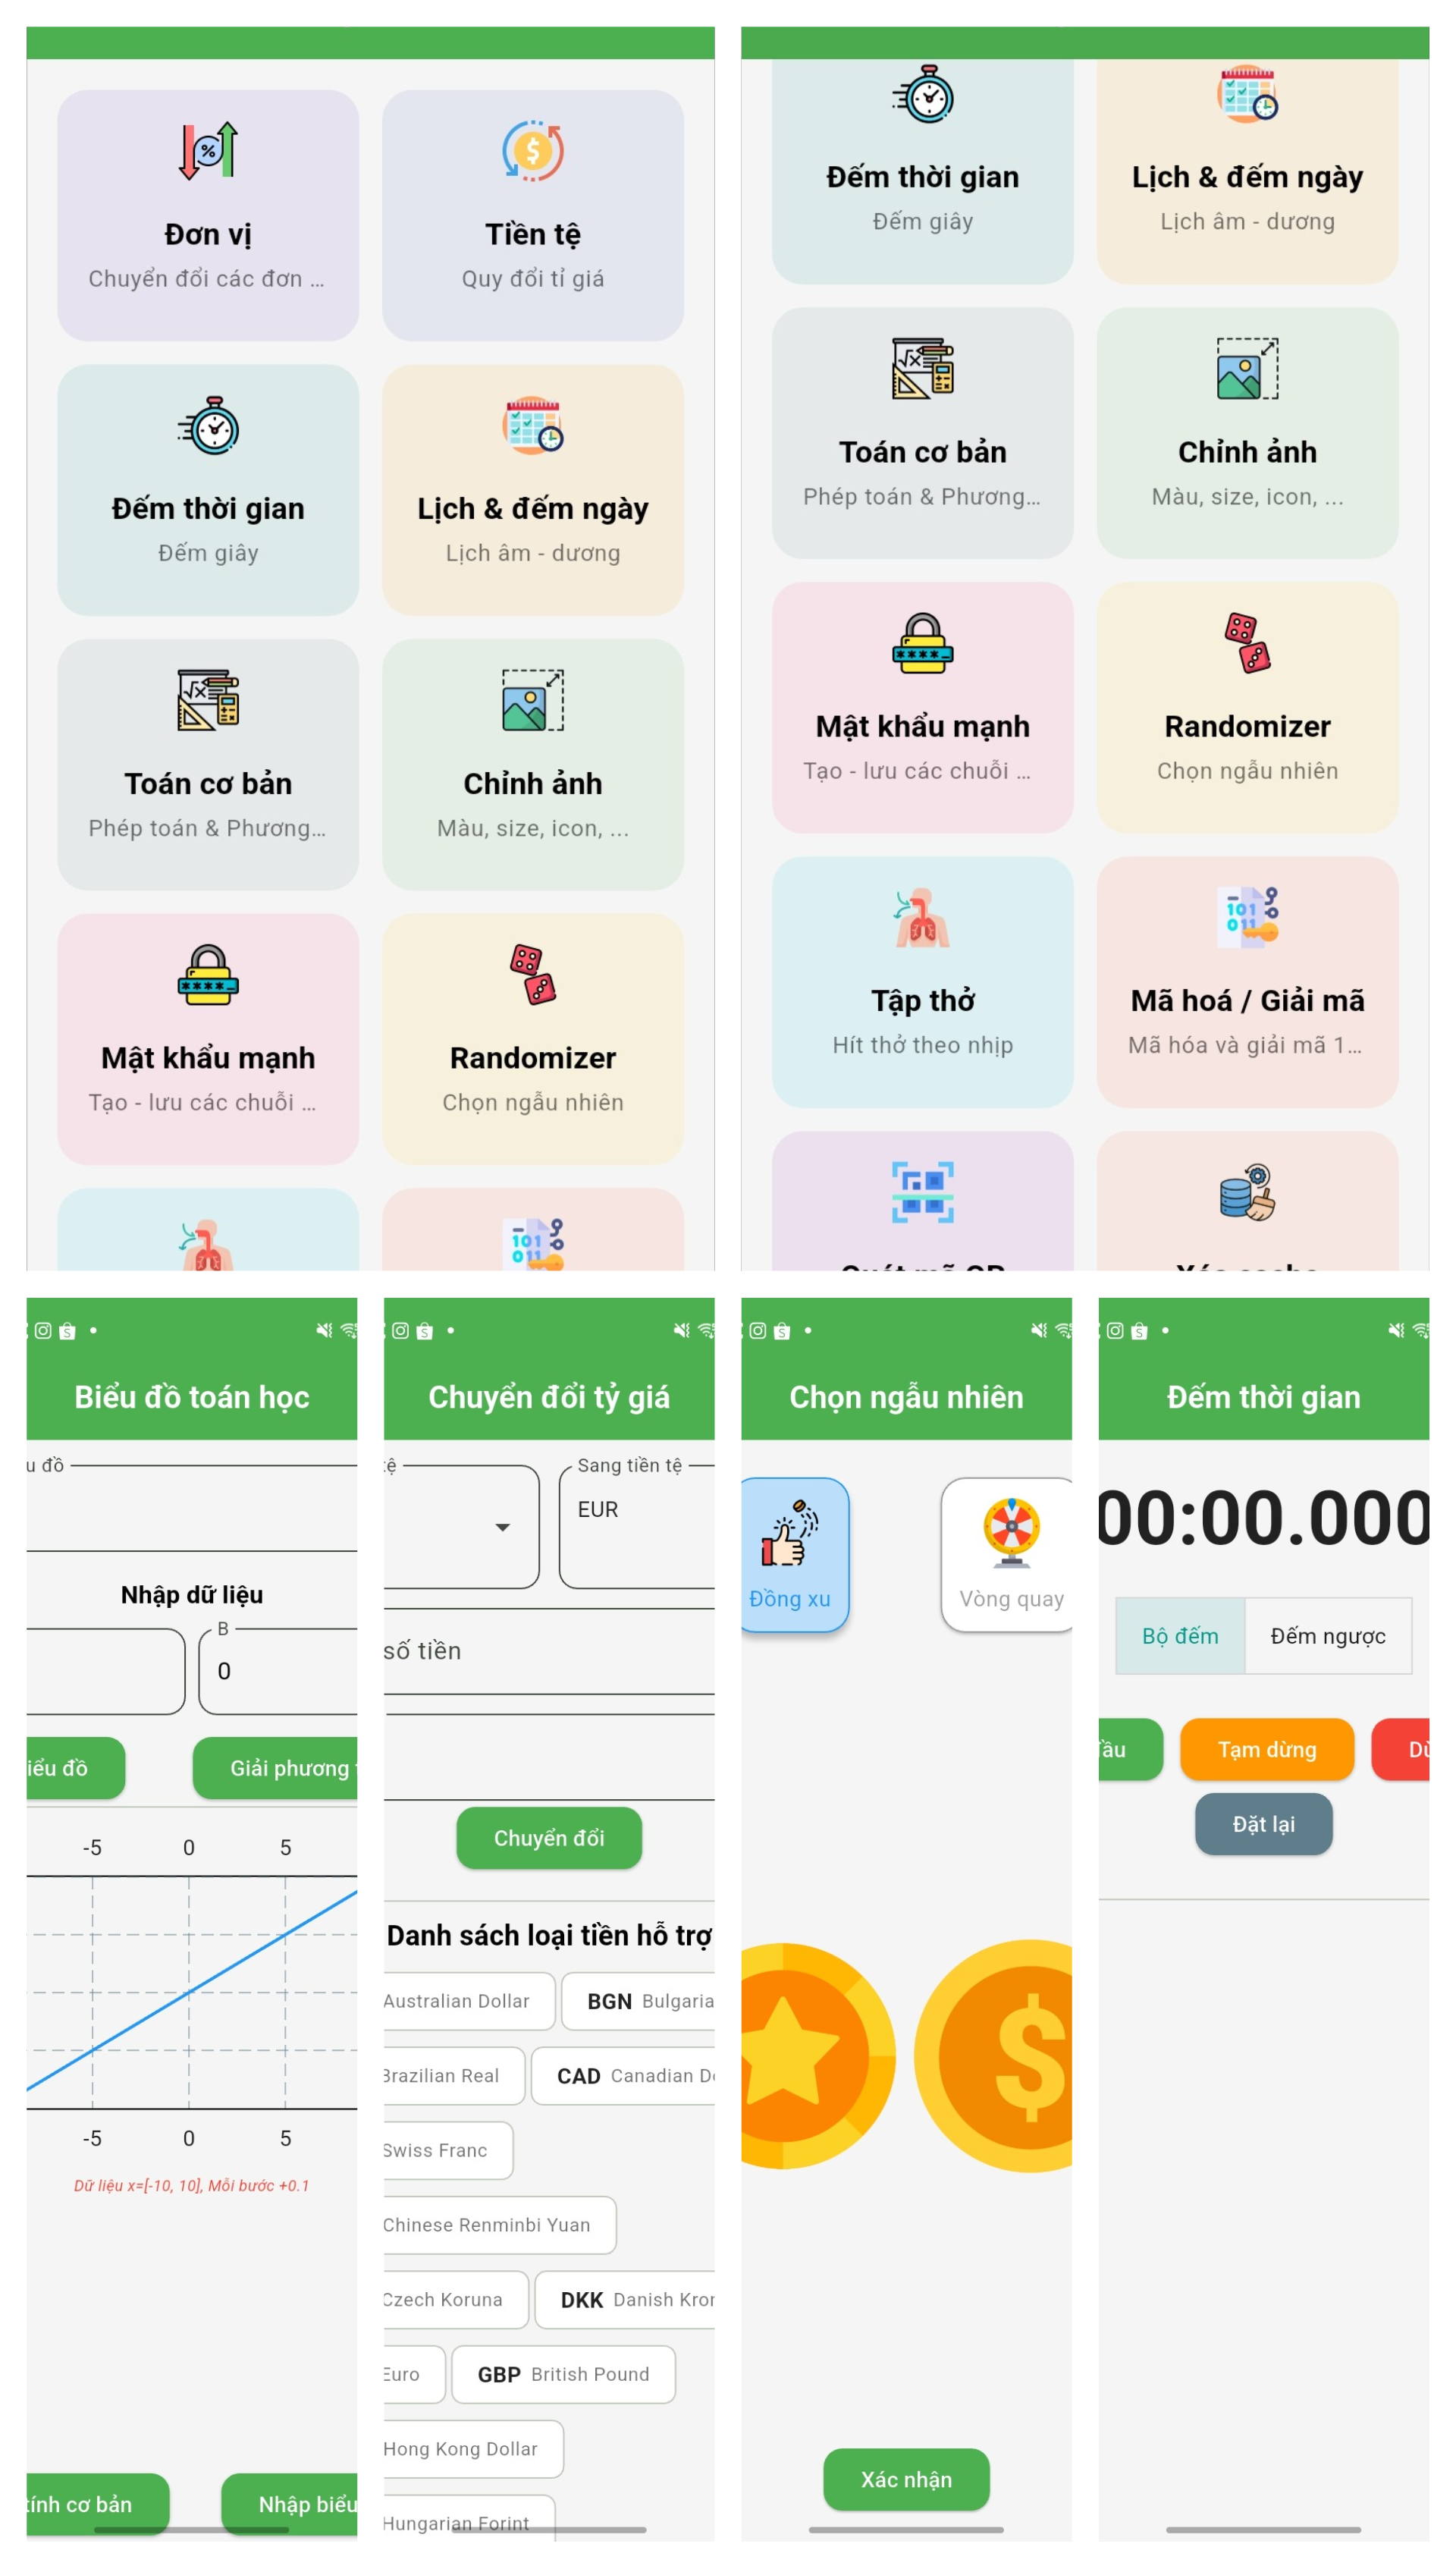 Đơn vị
Tiền tệ
Chuyển đổi các đơn ...
Quy đổi tỉ giá
Đếm thời gian
Lịch & đếm ngày
Đếm giây
Lịch âm - dương
Toán cơ bản
Chỉnh ảnh
Phép toán & Phương...
Màu, size, icon, ...
Mật khẩu mạnh
Randomizer
Tạo - lưu các chuỗi ...
Chọn ngẫu nhiên
Đếm thời gian
Lịch & đếm ngày
Đếm giây
Lịch âm - dương
Toán cơ bản
Chỉnh ảnh
Phép toán & Phương...
Màu, size, icon, ...
Mật khẩu mạnh
Randomizer
Tạo - lưu các chuỗi ...
Chọn ngẫu nhiên
Tập thở
Mã hoá / Giải mã
Hít thở theo nhịp
Mã hóa và giải mã 1...
Biểu đồ toán học
u đồ
Nhập dữ liệu
B
0
iểu đồ
Giải phương
-5 0 5
-5 0 5
Dữ liệu x=[-10, 10], Mỗi bước +0.1
tính cơ bản
Nhập biểu
Chuyển đổi tỷ giá
tệ
Sang tiền tệ
EUR
số tiền
Chuyển đổi
Danh sách loại tiền hỗ trợ
Australian Dollar
BGN Bulgaria
Brazilian Real
CAD Canadian Do
Swiss Franc
Chinese Renminbi Yuan
Czech Koruna
DKK Danish Kron
Euro
GBP British Pound
Hong Kong Dollar
Hungarian Forint
Chọn ngẫu nhiên
Đồng xu
Vòng quay
Xác nhận
Đếm thời gian
00:00.000
Bộ đếm
Đếm ngược
Tạm dừng
Đặt lại